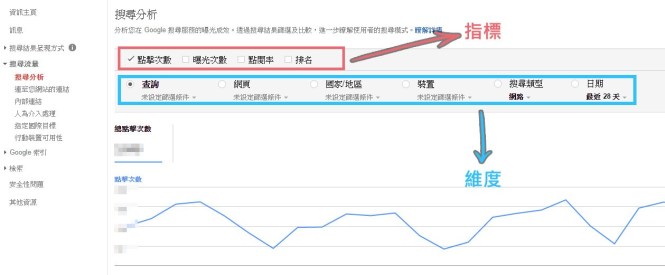 資訊主頁
訊息
搜尋結果呈現方式
搜尋流量
搜尋分析
連至您網站的連結
內部連結
人為介入處理
指定國際目標
行動裝置可用性
Google 索引
檢索
安全性問題
其他資源
搜尋分析
分析您在 Google 搜尋服務的曝光成效。透過搜尋結果篩選及比較，進一步瞭解使用者的搜尋模式。瞭解詳情
指標
點擊次數 曝光次數 點閱率 排名
查詢 網頁 國家/地區 裝置 搜尋類型 日期
未設定篩選條件 未設定篩選條件 未設定篩選條件 未設定篩選條件 網路 最近 28 天
維度
總點擊次數
點擊次數